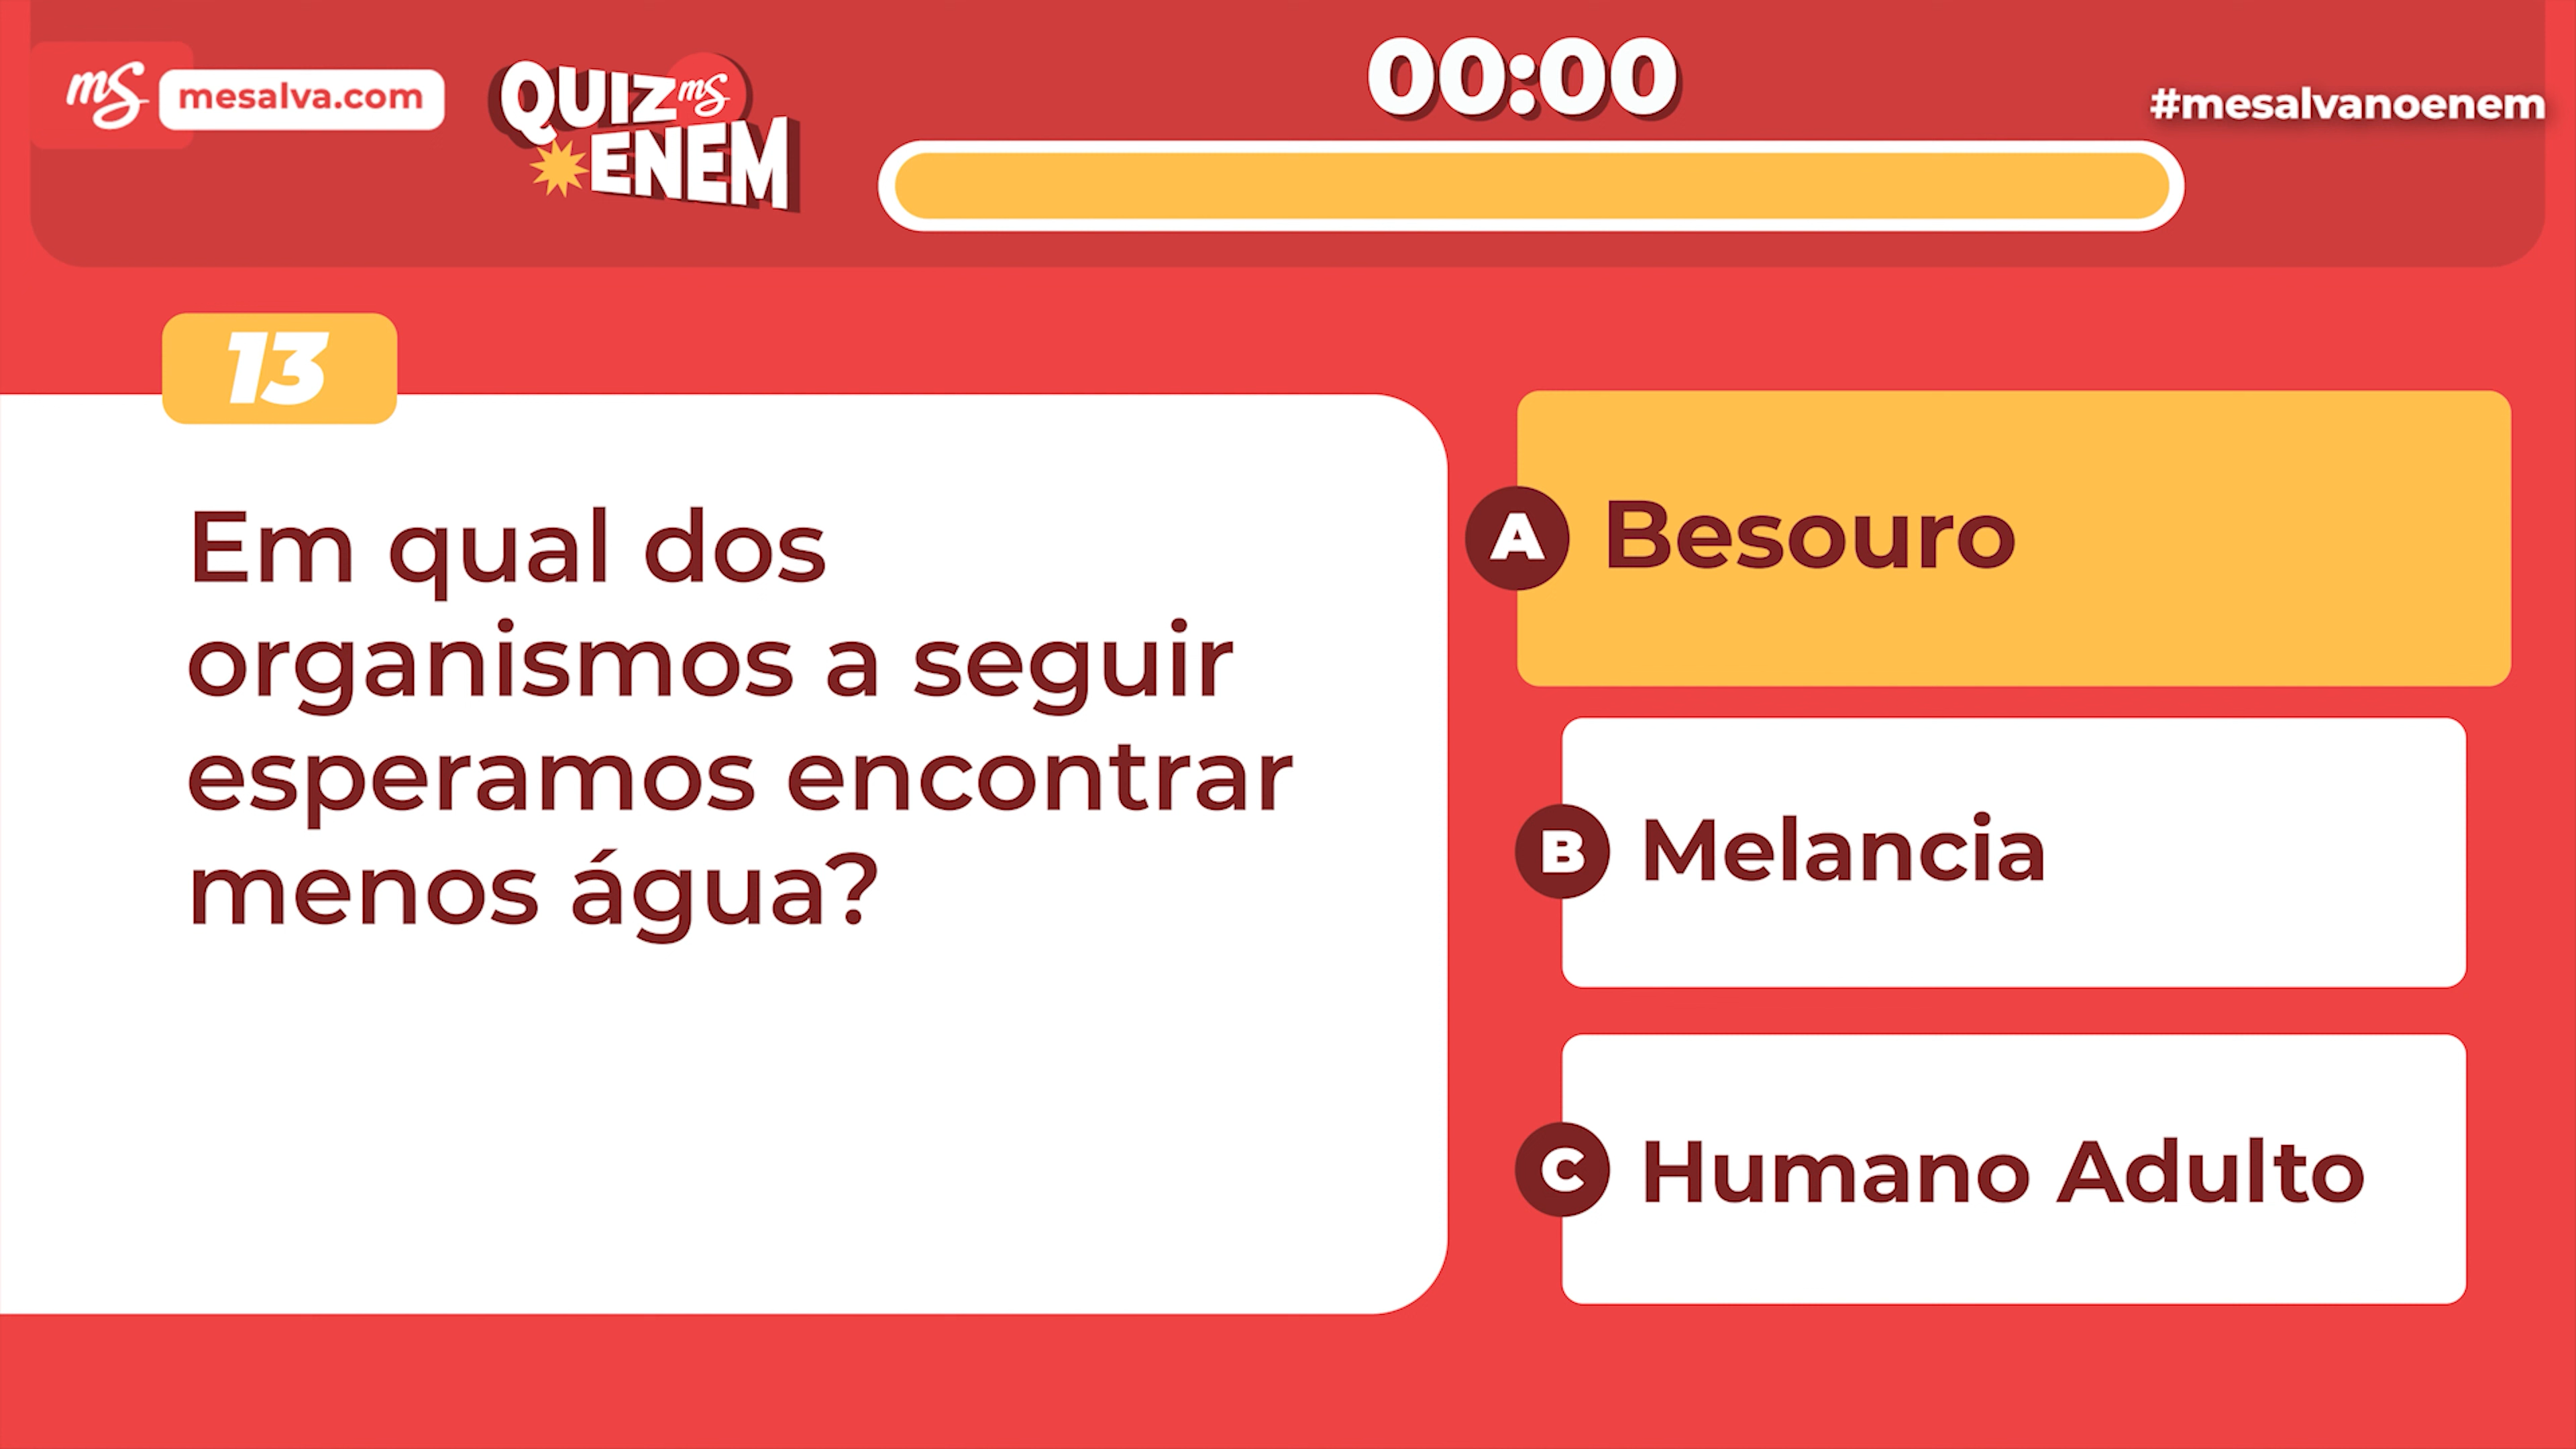 mS mesalva.com
QUIZ mS
ENEM
00:00
#mesalvanoenem
13
Em qual dos
organismos a seguir
esperamos encontrar
menos água?
A Besouro
B Melancia
C Humano Adulto